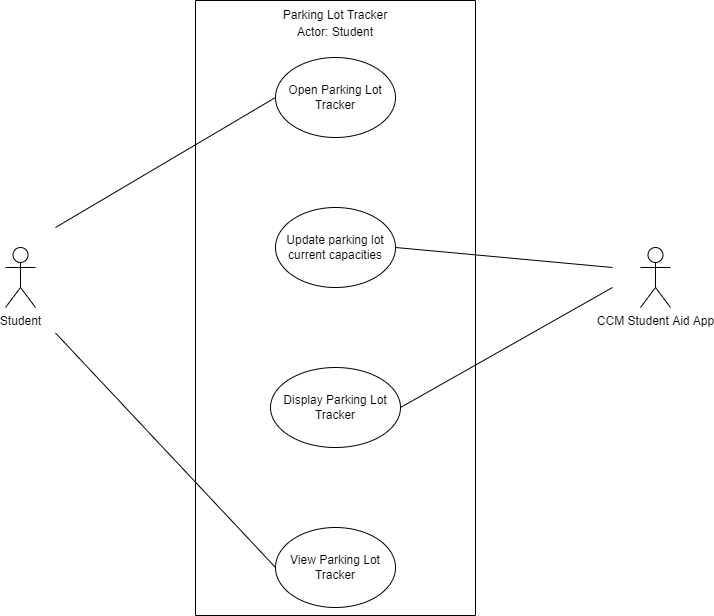 Parking Lot Tracker
Actor: Student
Open Parking Lot
Tracker
Update parking lot
current capacities
Student
CCM Student Aid App
Display Parking Lot
Tracker
View Parking Lot
Tracker